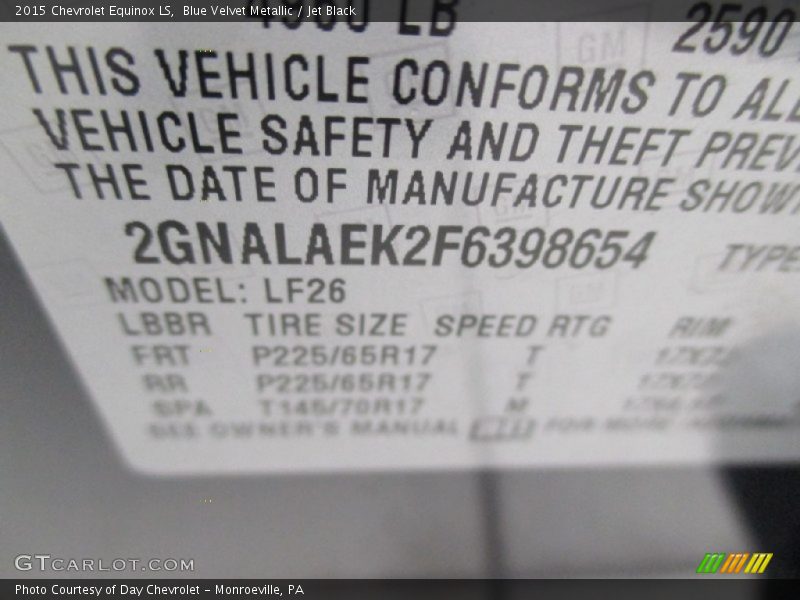 2015 Chevrolet Equinox LS, Blue Velvet Metallic / Jet Black
LB 2590
THIS VEHICLE CONFORMS TO ALL
VEHICLE SAFETY AND THEFT PREV
THE DATE OF MANUFACTURE SHOWN
2GNALAEK2F6398654 TYPE
MODEL: LF26
LBBR TIRE SIZE SPEED RTG RIM
FRT P225/65R17 T
RR P225/65R17 T
SPA T145/70R17 M
SEE OWNER'S MANUAL FOR MORE
GTCARLOT.COM
Photo Courtesy of Day Chevrolet – Monroeville, PA